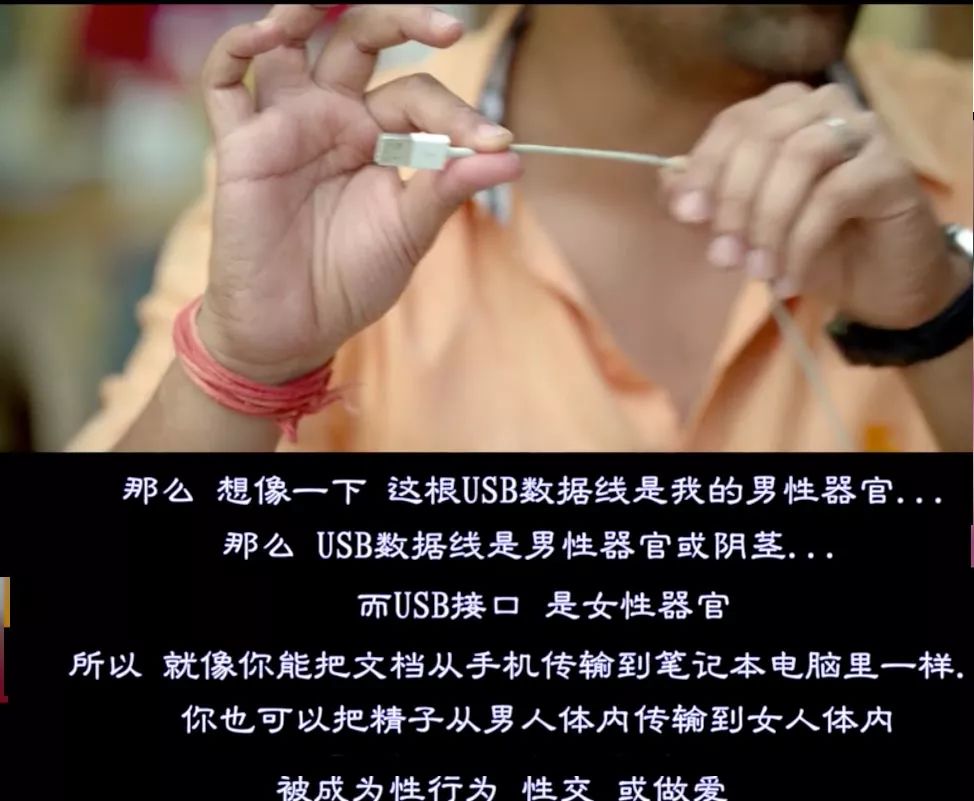 那么 想像一下 这根USB数据线是我的男性器官...
那么 USB数据线是男性器官或阴茎...
而USB接口 是女性器官
所以 就像你能把文档从手机传输到笔记本电脑里一样.
你也可以把精子从男人体内传输到女人体内
被成为性行为 性交 或做爱